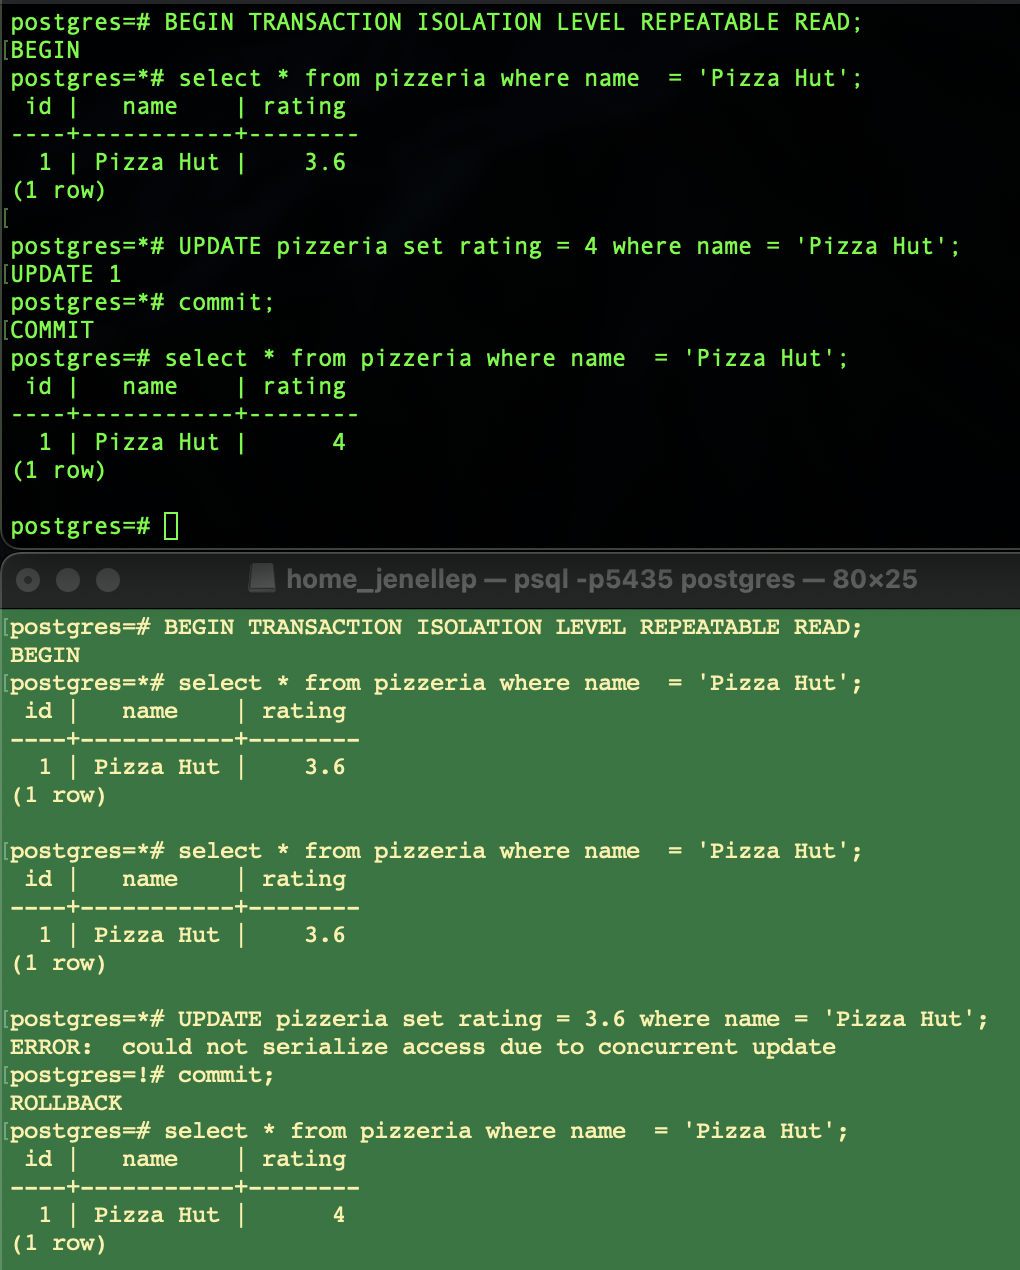 postgres=# BEGIN TRANSACTION ISOLATION LEVEL REPEATABLE READ;
[BEGIN
postgres=*# select * from pizzeria where name  = 'Pizza Hut';
 id |   name    | rating
----+-----------+--------
  1 | Pizza Hut |    3.6
(1 row)
[
postgres=*# UPDATE pizzeria set rating = 4 where name = 'Pizza Hut';
[UPDATE 1
postgres=*# commit;
[COMMIT
postgres=# select * from pizzeria where name  = 'Pizza Hut';
 id |   name    | rating
----+-----------+--------
  1 | Pizza Hut |      4
(1 row)
postgres=#
home_jenellep — psql -p5435 postgres — 80×25
[postgres=# BEGIN TRANSACTION ISOLATION LEVEL REPEATABLE READ;
BEGIN
[postgres=*# select * from pizzeria where name  = 'Pizza Hut';
 id |   name    | rating
----+-----------+--------
  1 | Pizza Hut |    3.6
(1 row)
[postgres=*# select * from pizzeria where name  = 'Pizza Hut';
 id |   name    | rating
----+-----------+--------
  1 | Pizza Hut |    3.6
(1 row)
[postgres=*# UPDATE pizzeria set rating = 3.6 where name = 'Pizza Hut';
ERROR:  could not serialize access due to concurrent update
[postgres=!# commit;
ROLLBACK
[postgres=# select * from pizzeria where name  = 'Pizza Hut';
 id |   name    | rating
----+-----------+--------
  1 | Pizza Hut |      4
(1 row)